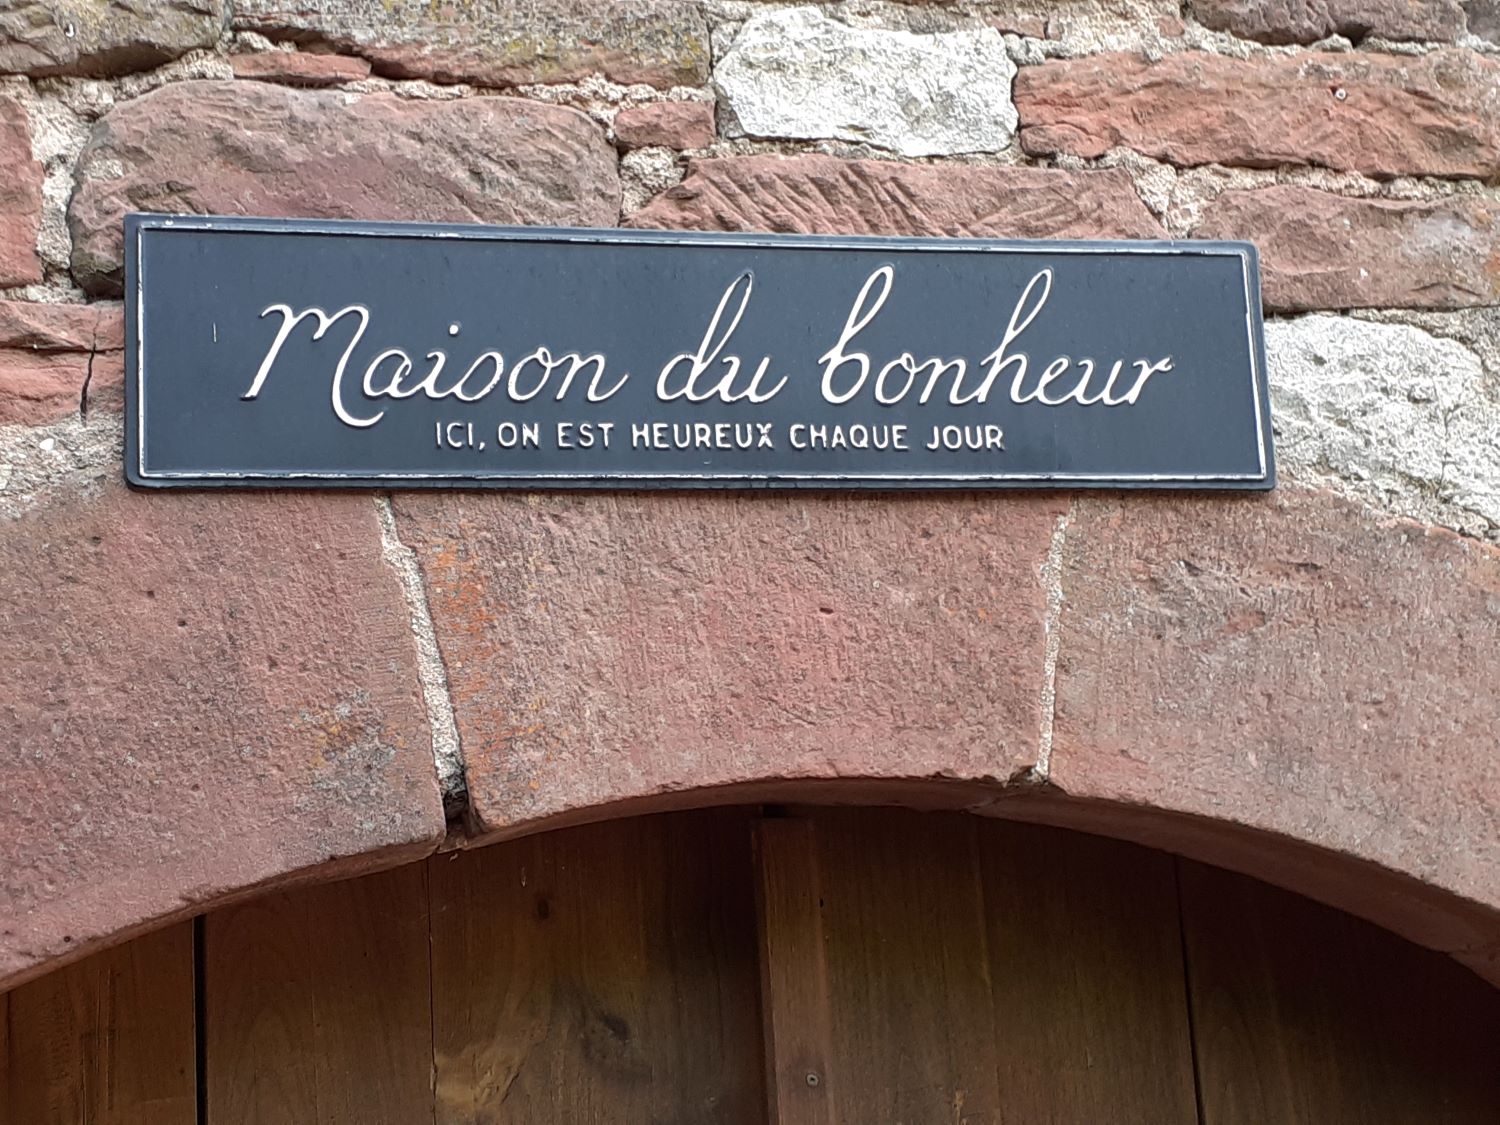 Maison du bonheur
ICI, ON EST HEUREUX CHAQUE JOUR